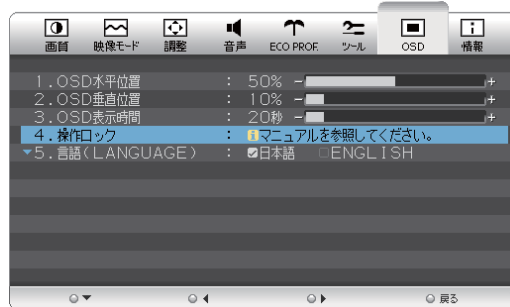 画質 映像モード 調整 音声 ECO PROF. ツール OSD 情報
1.OSD水平位置 : 50% - +
2.OSD垂直位置 : 10% - +
3.OSD表示時間 : 20秒 - +
4.操作ロック : マニュアルを参照してください。
5.言語(LANGUAGE) : 日本語 ENGLISH
戻る